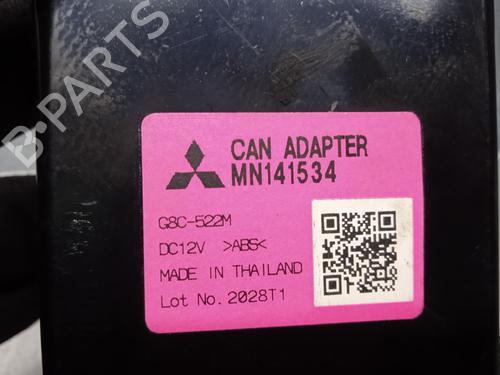 B-PARTS
CAN ADAPTER
MN141534
G8C-522M
DC12V >ABS<
MADE IN THAILAND
Lot No. 2028T1